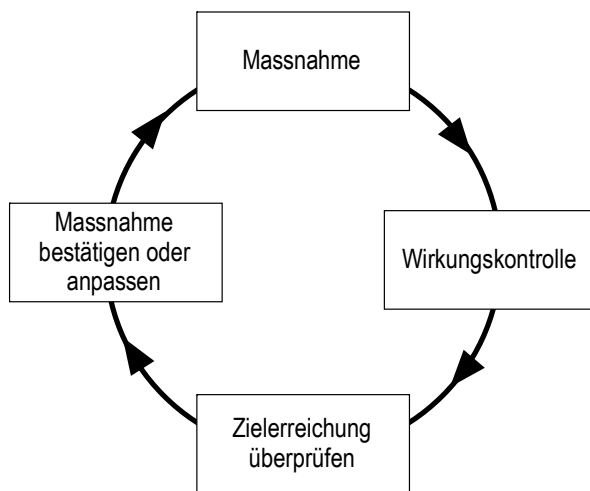 Massnahme
Wirkungskontrolle
Zielerreichung
überprüfen
Massnahme
bestätigen oder
anpassen